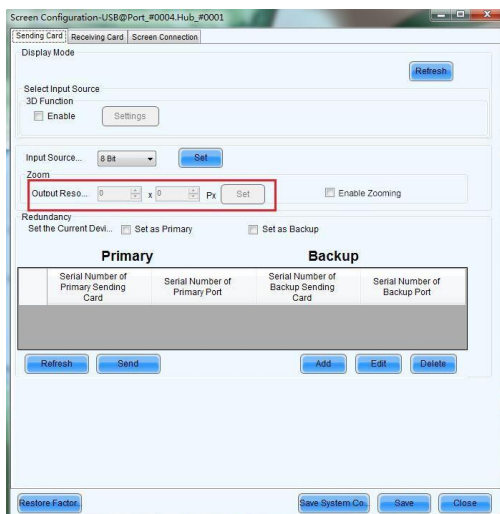 Screen Configuration-USB@Port_#0004.Hub_#0001
Sending Card Receiving Card Screen Connection
Display Mode
Refresh
Select Input Source
3D Function
Enable Settings
Input Source... 8 Bit Set
Zoom
Output Reso... 0 x 0 Px Set Enable Zooming
Redundancy
Set the Current Devi... Set as Primary Set as Backup
Primary Backup
Serial Number of Primary Sending Card Serial Number of Primary Port Serial Number of Backup Sending Card Serial Number of Backup Port
Refresh Send Add Edit Delete
Restore Factor. Save System Co.. Save Close